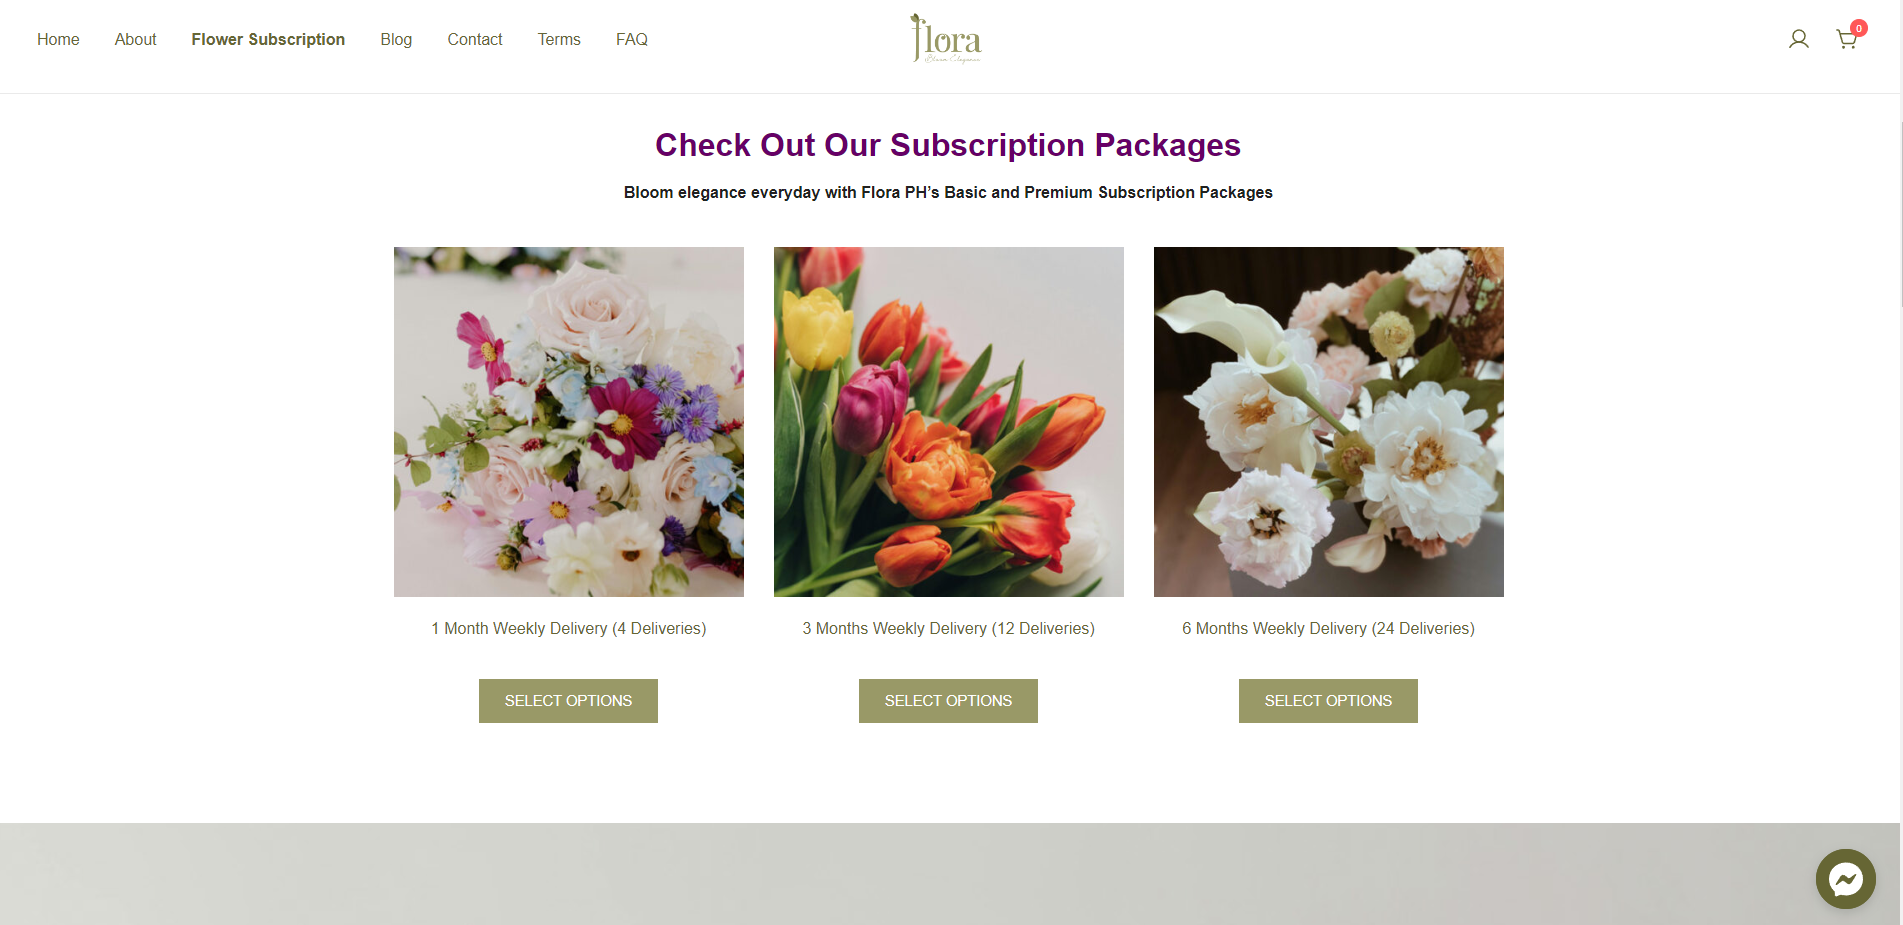 Home About Flower Subscription Blog Contact Terms FAQ
flora
Bloom Elegance
0
Check Out Our Subscription Packages
Bloom elegance everyday with Flora PH’s Basic and Premium Subscription Packages
1 Month Weekly Delivery (4 Deliveries)
3 Months Weekly Delivery (12 Deliveries)
6 Months Weekly Delivery (24 Deliveries)
SELECT OPTIONS
SELECT OPTIONS
SELECT OPTIONS